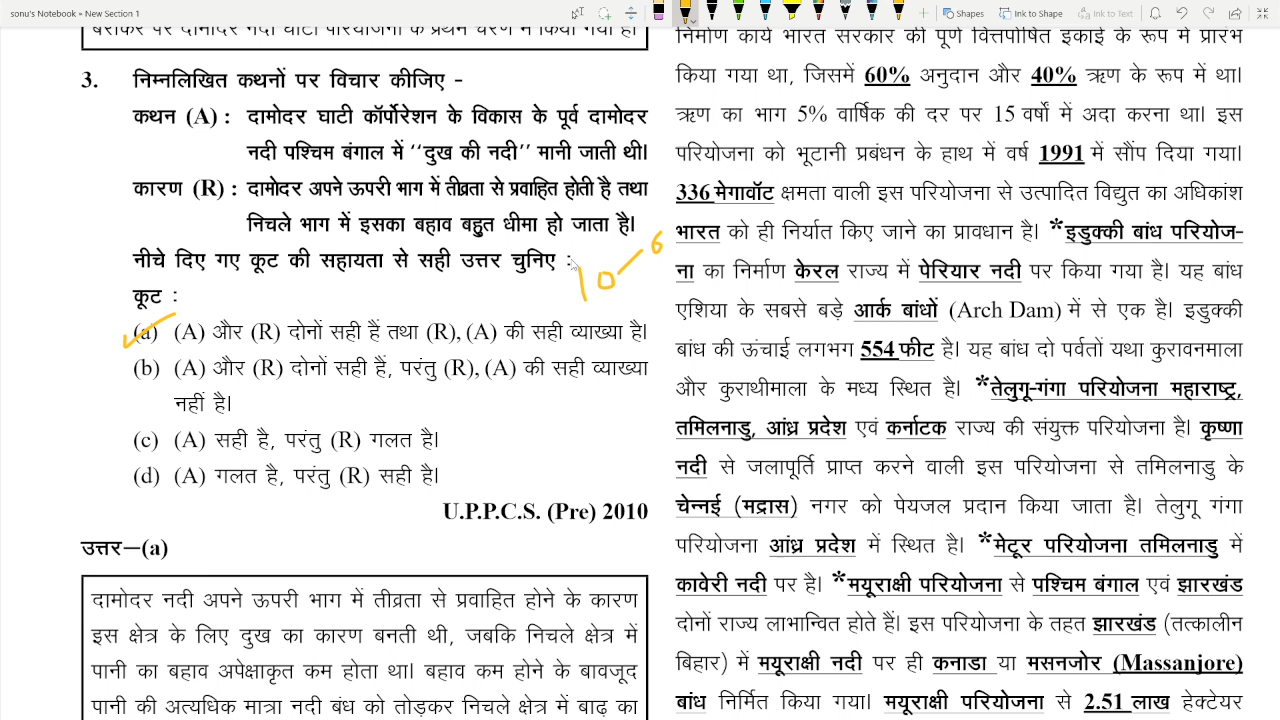 sonu's Notebook » New Section 1
Shapes
Ink to Shape
Ink to Text
बराकर पर दामोदर नदी घाटी परियोजना के प्रथम चरण में किया गया है।
3. निम्नलिखित कथनों पर विचार कीजिए -
कथन (A) : दामोदर घाटी कॉर्पोरेशन के विकास के पूर्व दामोदर
नदी पश्चिम बंगाल में ‘‘दुख की नदी’’ मानी जाती थी।
कारण (R) : दामोदर अपने ऊपरी भाग में तीव्रता से प्रवाहित होती है तथा
निचले भाग में इसका बहाव बहुत धीमा हो जाता है।
नीचे दिए गए कूट की सहायता से सही उत्तर चुनिए :
10 – 6
कूट :
(a) (A) और (R) दोनों सही हैं तथा (R), (A) की सही व्याख्या है।
(b) (A) और (R) दोनों सही हैं, परंतु (R), (A) की सही व्याख्या
नहीं है।
(c) (A) सही है, परंतु (R) गलत है।
(d) (A) गलत है, परंतु (R) सही है।
U.P.P.C.S. (Pre) 2010
उत्तर—(a)
दामोदर नदी अपने ऊपरी भाग में तीव्रता से प्रवाहित होने के कारण
इस क्षेत्र के लिए दुख का कारण बनती थी, जबकि निचले क्षेत्र में
पानी का बहाव अपेक्षाकृत कम होता था। बहाव कम होने के बावजूद
पानी की अत्यधिक मात्रा नदी बंध को तोड़कर निचले क्षेत्र में बाढ़ का
निर्माण कार्य भारत सरकार की पूर्ण वित्तपोषित इकाई के रूप में प्रारंभ
किया गया था, जिसमें 60% अनुदान और 40% ऋण के रूप में था।
ऋण का भाग 5% वार्षिक की दर पर 15 वर्षों में अदा करना था। इस
परियोजना को भूटानी प्रबंधन के हाथ में वर्ष 1991 में सौंप दिया गया।
336 मेगावॉट क्षमता वाली इस परियोजना से उत्पादित विद्युत का अधिकांश
भारत को ही निर्यात किए जाने का प्रावधान है। *इडुक्की बांध परियोज-
ना का निर्माण केरल राज्य में पेरियार नदी पर किया गया है। यह बांध
एशिया के सबसे बड़े आर्क बांधों (Arch Dam) में से एक है। इडुक्की
बांध की ऊंचाई लगभग 554 फीट है। यह बांध दो पर्वतों यथा कुरावनमाला
और कुराथीमाला के मध्य स्थित है। *तेलुगू-गंगा परियोजना महाराष्ट्र,
तमिलनाडु, आंध्र प्रदेश एवं कर्नाटक राज्य की संयुक्त परियोजना है। कृष्णा
नदी से जलापूर्ति प्राप्त करने वाली इस परियोजना से तमिलनाडु के
चेन्नई (मद्रास) नगर को पेयजल प्रदान किया जाता है। तेलुगू गंगा
परियोजना आंध्र प्रदेश में स्थित है। *मेटूर परियोजना तमिलनाडु में
कावेरी नदी पर है। *मयूराक्षी परियोजना से पश्चिम बंगाल एवं झारखंड
दोनों राज्य लाभान्वित होते हैं। इस परियोजना के तहत झारखंड (तत्कालीन
बिहार) में मयूराक्षी नदी पर ही कनाडा या मसनजोर (Massanjore)
बांध निर्मित किया गया। मयूराक्षी परियोजना से 2.51 लाख हेक्टेयर